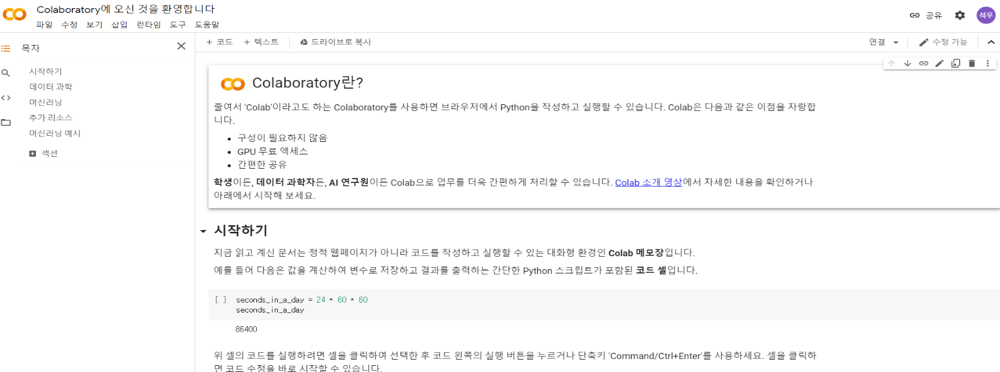 Colaboratory에 오신 것을 환영합니다
파일 수정 보기 삽입 런타임 도구 도움말
공유
석우
목차
시작하기
데이터 과학
머신러닝
추가 리소스
머신러닝 예시
섹션
+ 코드 + 텍스트 드라이브로 복사
연결 수정 가능
Colaboratory란?
줄여서 'Colab'이라고도 하는 Colaboratory를 사용하면 브라우저에서 Python을 작성하고 실행할 수 있습니다. Colab은 다음과 같은 이점을 자랑합
니다.
• 구성이 필요하지 않음
• GPU 무료 액세스
• 간편한 공유
학생이든, 데이터 과학자든, AI 연구원이든 Colab으로 업무를 더욱 간편하게 처리할 수 있습니다. Colab 소개 영상에서 자세한 내용을 확인하거나
아래에서 시작해 보세요.
시작하기
지금 읽고 계신 문서는 정적 웹페이지가 아니라 코드를 작성하고 실행할 수 있는 대화형 환경인 Colab 메모장입니다.
예를 들어 다음은 값을 계산하여 변수로 저장하고 결과를 출력하는 간단한 Python 스크립트가 포함된 코드 셀입니다.
[ ] seconds_in_a_day = 24 * 60 * 60
seconds_in_a_day
86400
위 셀의 코드를 실행하려면 셀을 클릭하여 선택한 후 코드 왼쪽의 실행 버튼을 누르거나 단축키 'Command/Ctrl+Enter'를 사용하세요. 셀을 클릭하
면 코드 수정을 바로 시작할 수 있습니다.